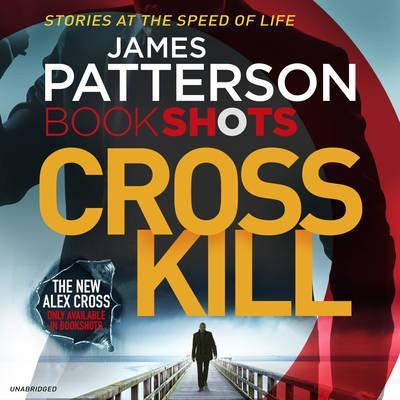 STORIES AT THE SPEED OF LIFE
JAMES
PATTERSON
BOOKSHOTS
CROSS
KILL
THE NEW
ALEX CROSS
ONLY AVAILABLE
IN BOOKSHOTS
UNABRIDGED